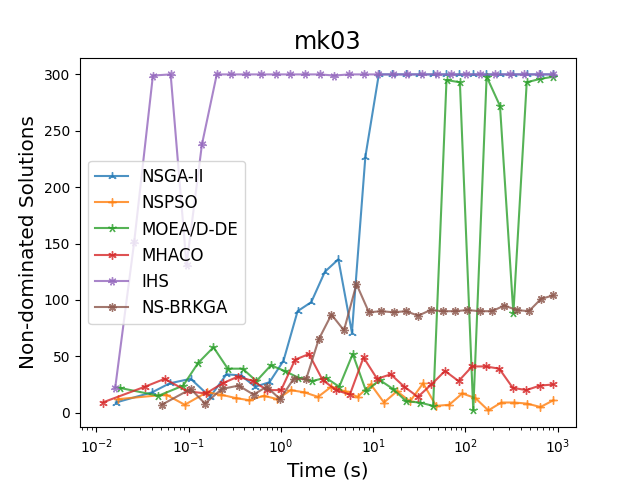 mk03
Non-dominated Solutions
300
250
200
150
100
50
0
NSGA-II
NSPSO
MOEA/D-DE
MHACO
IHS
NS-BRKGA
10⁻² 10⁻¹ 10⁰ 10¹ 10² 10³
Time (s)